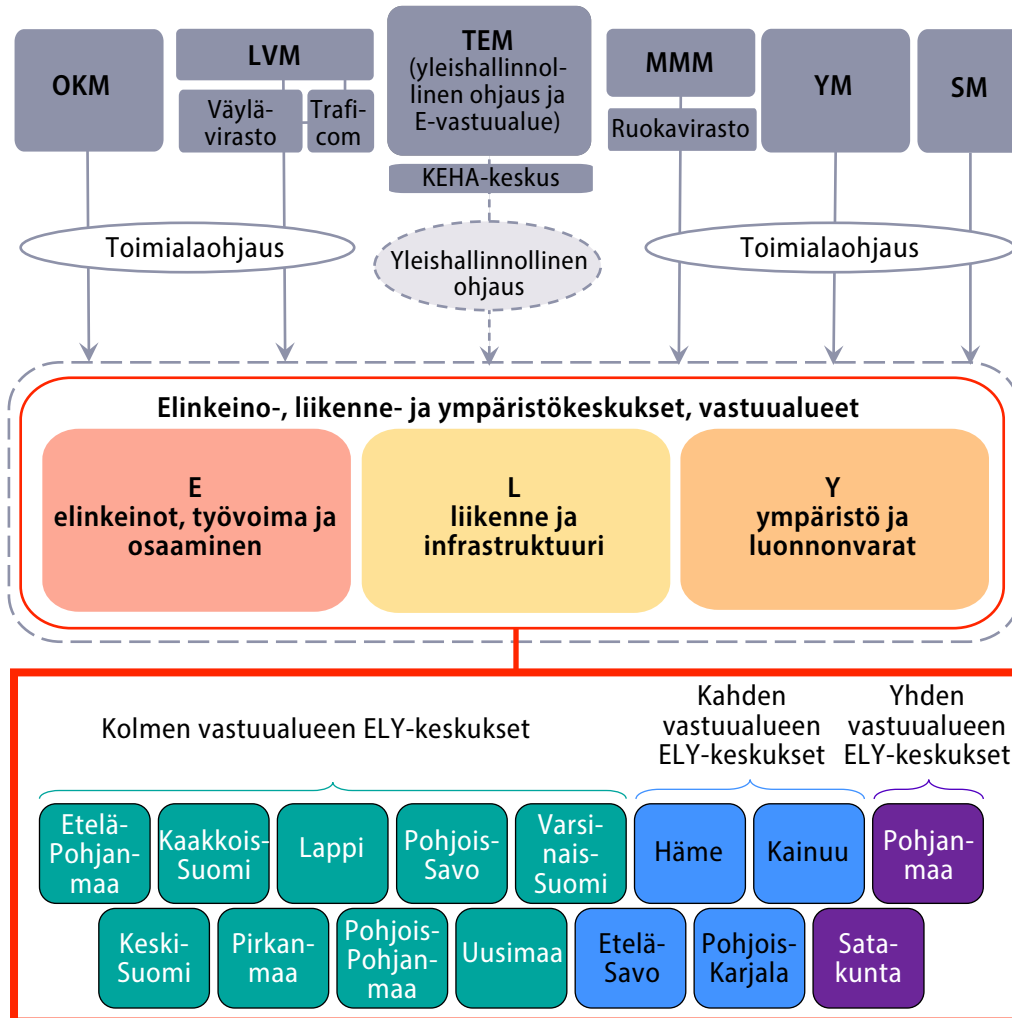 OKM
LVM
Väylä-
virasto
Trafi-
com
TEM
(yleishallinnol-
linen ohjaus ja
E-vastuualue)
KEHA-keskus
MMM
Ruokavirasto
YM
SM
Toimialaohjaus
Yleishallinnollinen
ohjaus
Toimialaohjaus
Elinkeino-, liikenne- ja ympäristökeskukset, vastuualueet
E
elinkeinot, työvoima ja
osaaminen
L
liikenne ja
infrastruktuuri
Y
ympäristö ja
luonnonvarat
Kolmen vastuualueen ELY-keskukset
Kahden
vastuualueen
ELY-keskukset
Yhden
vastuualueen
ELY-keskukset
Etelä-
Pohjan-
maa
Kaakkois-
Suomi
Lappi
Pohjois-
Savo
Varsi-
nais-
Suomi
Häme
Kainuu
Pohjan-
maa
Keski-
Suomi
Pirkan-
maa
Pohjois-
Pohjan-
maa
Uusimaa
Etelä-
Savo
Pohjois-
Karjala
Sata-
kunta